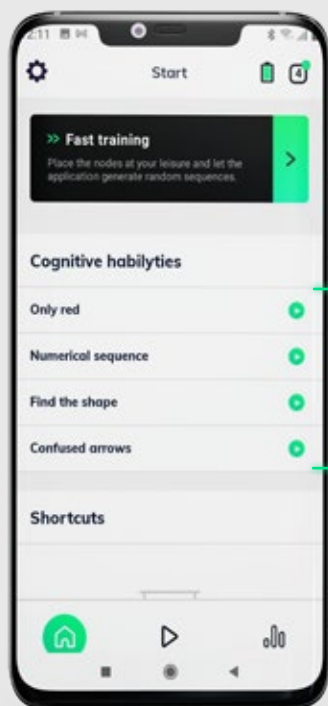 2:11
Start
4
» Fast training
Place the nodes at your leisure and let the
application generate random sequences.
Cognitive habilyties
Only red
Numerical sequence
Find the shape
Confused arrows
Shortcuts